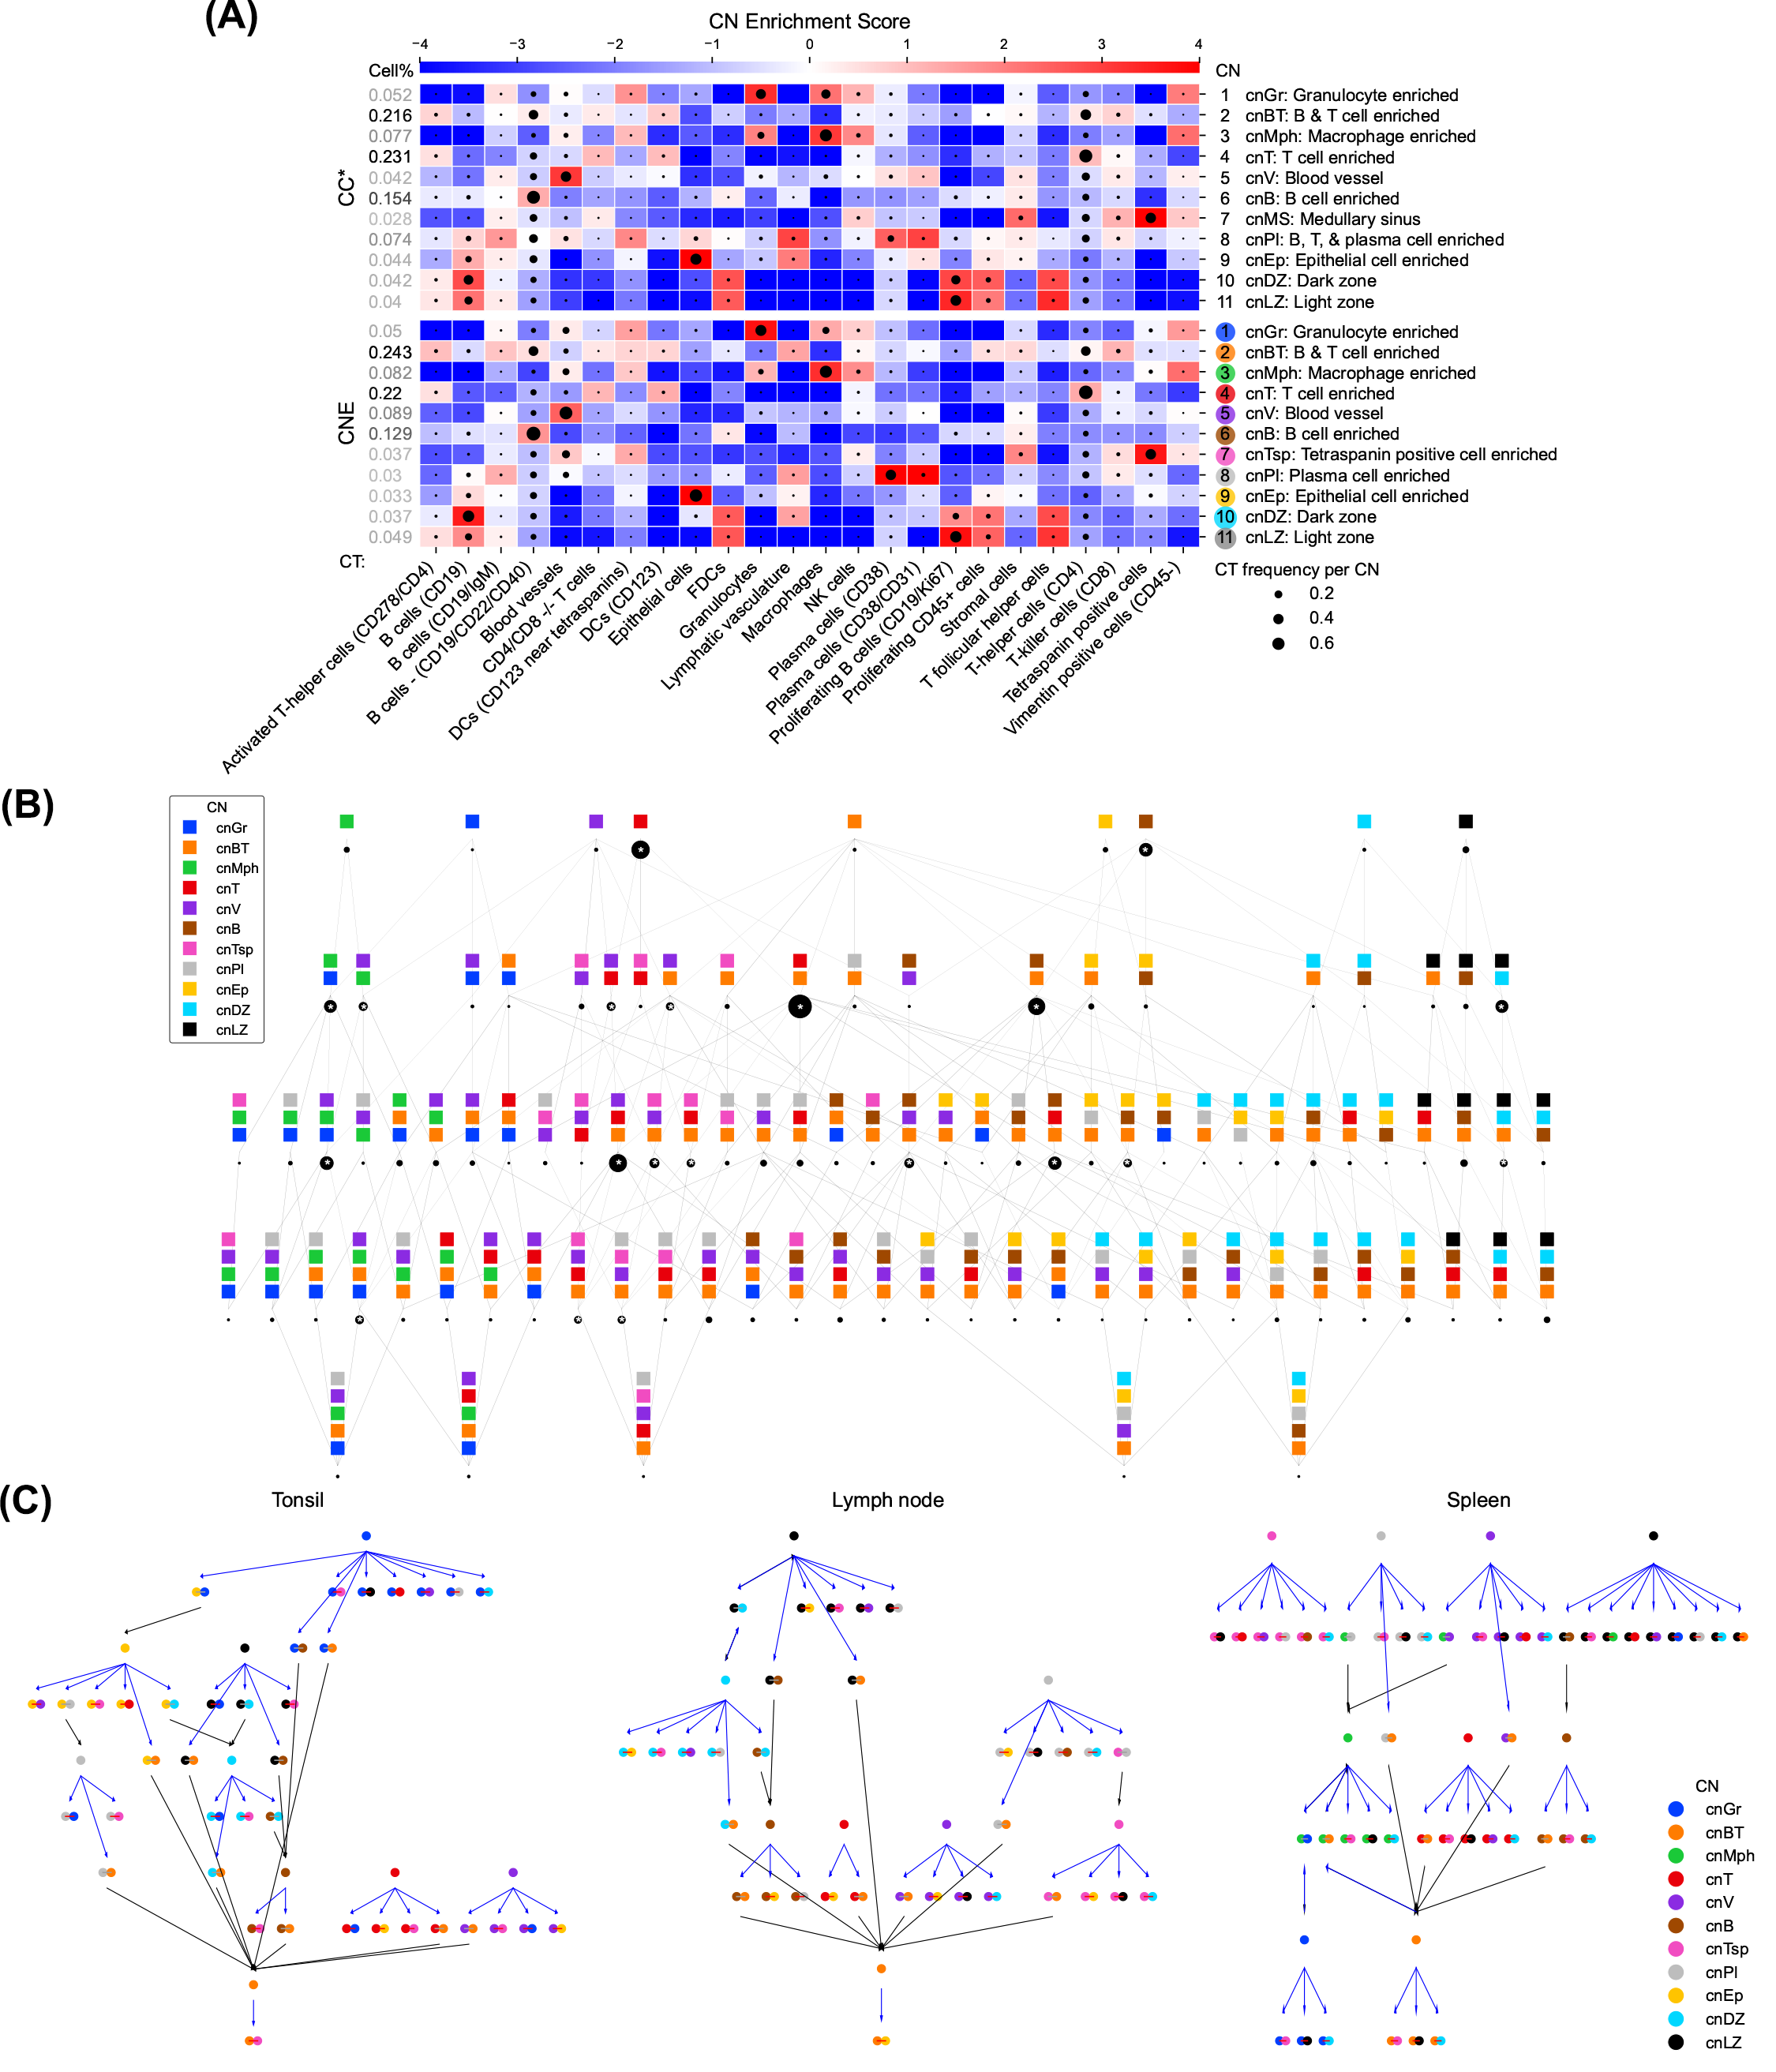 (A)
CN Enrichment Score
−4 −3 −2 −1 0 1 2 3 4
Cell% CN
CC*
0.052 1 cnGr: Granulocyte enriched
0.216 2 cnBT: B & T cell enriched
0.077 3 cnMph: Macrophage enriched
0.231 4 cnT: T cell enriched
0.042 5 cnV: Blood vessel
0.154 6 cnB: B cell enriched
0.028 7 cnMS: Medullary sinus
0.074 8 cnPl: B, T, & plasma cell enriched
0.044 9 cnEp: Epithelial cell enriched
0.042 10 cnDZ: Dark zone
0.04 11 cnLZ: Light zone
CNE
0.05 1 cnGr: Granulocyte enriched
0.243 2 cnBT: B & T cell enriched
0.082 3 cnMph: Macrophage enriched
0.22 4 cnT: T cell enriched
0.089 5 cnV: Blood vessel
0.129 6 cnB: B cell enriched
0.037 7 cnTsp: Tetraspanin positive cell enriched
0.03 8 cnPl: Plasma cell enriched
0.033 9 cnEp: Epithelial cell enriched
0.037 10 cnDZ: Dark zone
0.049 11 cnLZ: Light zone
CT:
Activated T-helper cells (CD278/CD4)
B cells (CD19)
B cells (CD19/IgM)
B cells - (CD19/CD22/CD40)
Blood vessels
CD4/CD8 -/- T cells
DCs (CD123 near tetraspanins)
DCs (CD123)
Epithelial cells
FDCs
Granulocytes
Lymphatic vasculature
Macrophages
NK cells
Plasma cells (CD38)
Plasma cells (CD38/CD31)
Proliferating B cells (CD19/Ki67)
Proliferating CD45+ cells
Stromal cells
T follicular helper cells
T-helper cells (CD4)
T-killer cells (CD8)
Tetraspanin positive cells
Vimentin positive cells (CD45-)
CT frequency per CN
0.2
0.4
0.6
(B)
CN
cnGr
cnBT
cnMph
cnT
cnV
cnB
cnTsp
cnPl
cnEp
cnDZ
cnLZ
(C)
Tonsil
Lymph node
Spleen
CN
cnGr
cnBT
cnMph
cnT
cnV
cnB
cnTsp
cnPl
cnEp
cnDZ
cnLZ